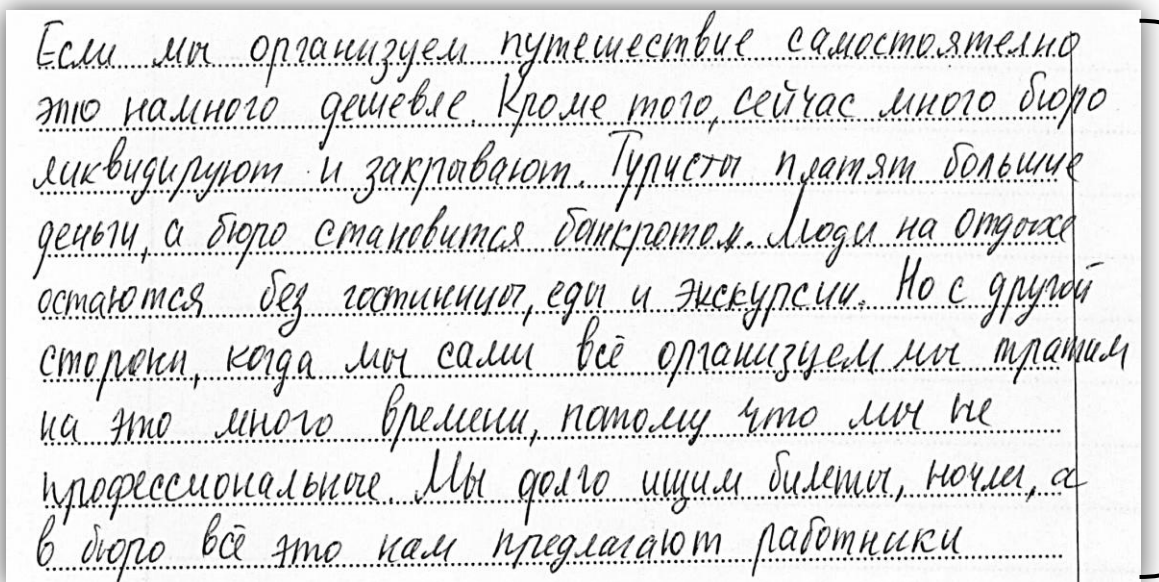 Если мы организуем путешествие самостоятелно
это намного дешевле. Кроме того, сейчас много бюро
ликвидируют и закрывают. Туристы платят большие
деньги, а бюро становится банкротом. Люди на отдыхе
остаются без гостиницы, еды и экскурсии. Но с другой
стороны, когда мы сами всё организуем мы тратим
на это много времени, потому что мы не
профессиональные. Мы долго ищим билеты, ночлег, а
в бюро всё это нам предлагают работники